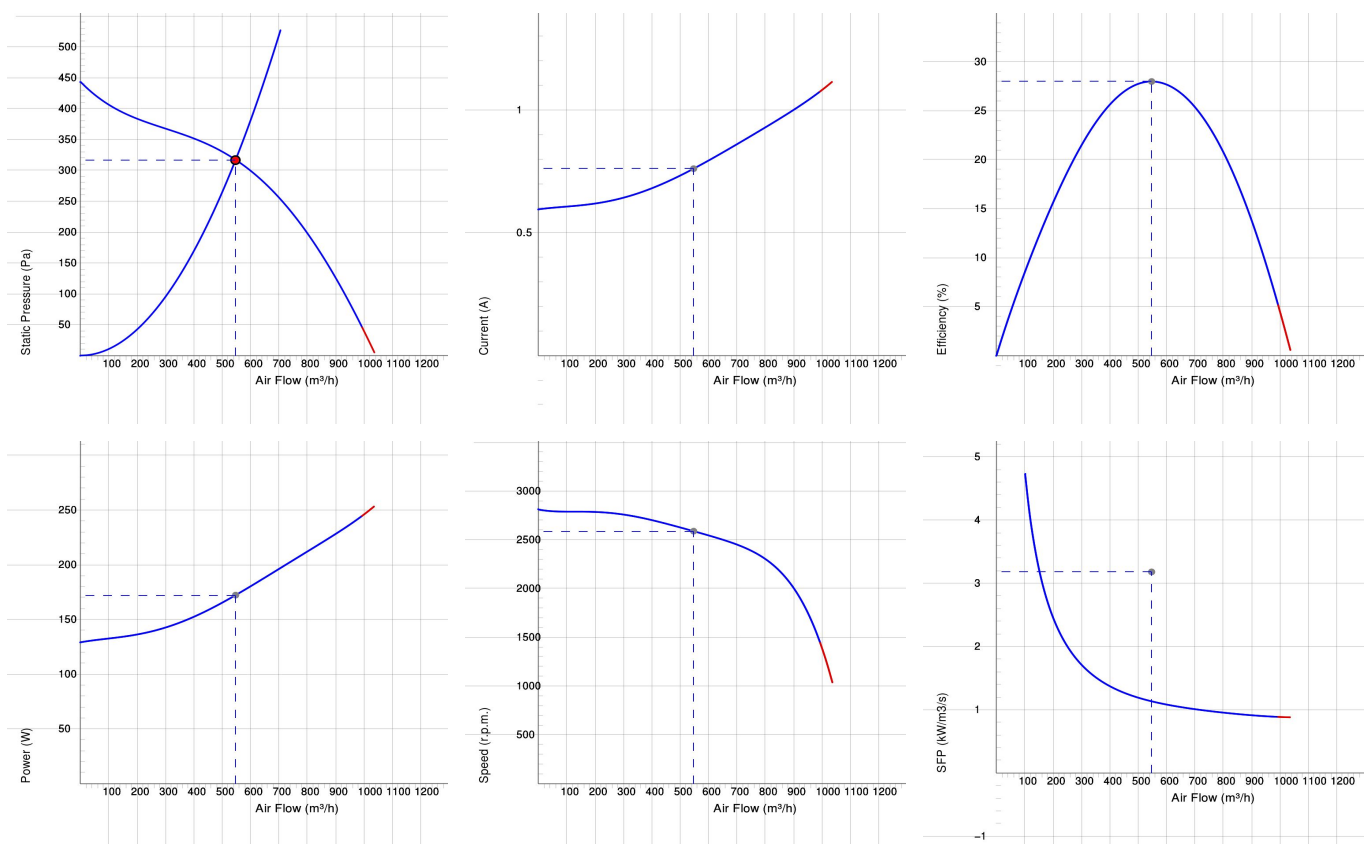 500
450
400
350
300
250
200
150
100
50
Static Pressure (Pa)
100 200 300 400 500 600 700 800 900 1000 1100 1200
Air Flow (m³/h)
1
0.5
Current (A)
100 200 300 400 500 600 700 800 900 1000 1100 1200
Air Flow (m³/h)
30
25
20
15
10
5
Efficiency (%)
100 200 300 400 500 600 700 800 900 1000 1100 1200
Air Flow (m³/h)
250
200
150
100
50
Power (W)
100 200 300 400 500 600 700 800 900 1000 1100 1200
Air Flow (m³/h)
3000
2500
2000
1500
1000
500
Speed (r.p.m.)
100 200 300 400 500 600 700 800 900 1000 1100 1200
Air Flow (m³/h)
5
4
3
2
1
−1
SFP (kW/m3/s)
100 200 300 400 500 600 700 800 900 1000 1100 1200
Air Flow (m³/h)